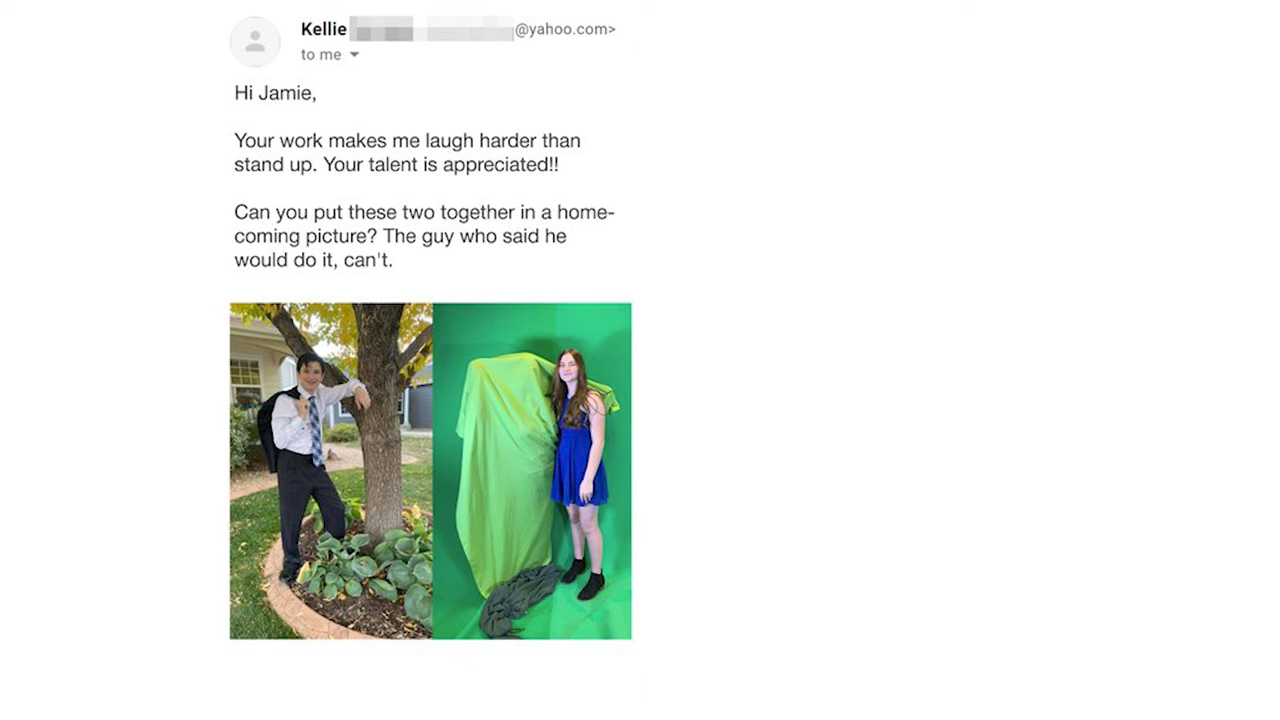 Kellie @yahoo.com>
to me
Hi Jamie,
Your work makes me laugh harder than
stand up. Your talent is appreciated!!
Can you put these two together in a home-
coming picture? The guy who said he
would do it, can't.